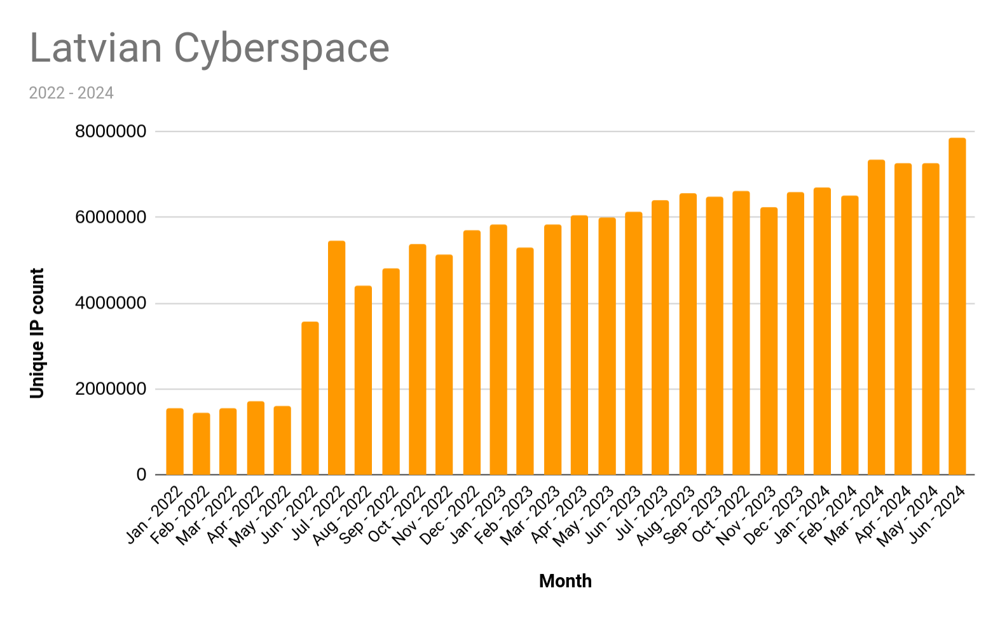 Latvian Cyberspace
2022 - 2024
8000000
6000000
4000000
2000000
0
Unique IP count
Jan - 2022
Feb - 2022
Mar - 2022
Apr - 2022
May - 2022
Jun - 2022
Jul - 2022
Aug - 2022
Sep - 2022
Oct - 2022
Nov - 2022
Dec - 2022
Jan - 2023
Feb - 2023
Mar - 2023
Apr - 2023
May - 2023
Jun - 2023
Jul - 2023
Aug - 2023
Sep - 2023
Oct - 2022
Nov - 2023
Dec - 2023
Jan - 2024
Feb - 2024
Mar - 2024
Apr - 2024
May - 2024
Jun - 2024
Month